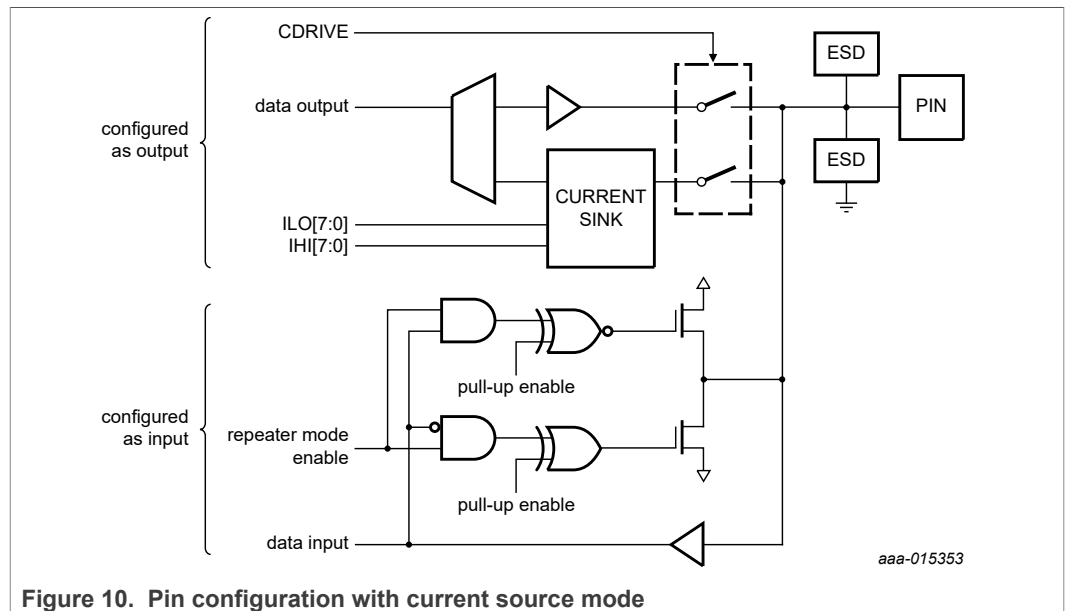 CDRIVE
data output
configured
as output
CURRENT
SINK
ILO[7:0]
IHI[7:0]
ESD
PIN
ESD
pull-up enable
configured
as input
repeater mode
enable
pull-up enable
data input
aaa-015353
Figure 10. Pin configuration with current source mode